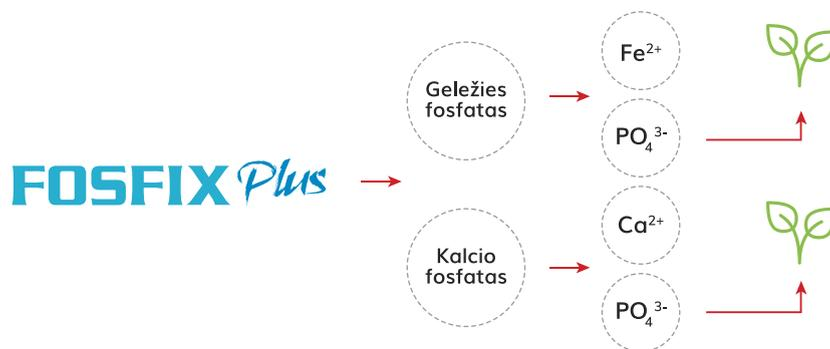 FOSFIX Plus
Geležies
fosfatas
Fe²⁺
PO₄³⁻
Kalcio
fosfatas
Ca²⁺
PO₄³⁻